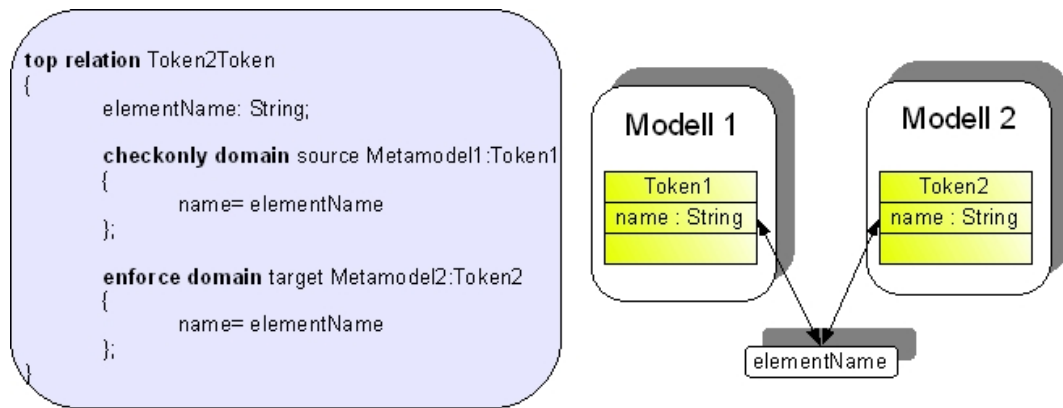 top relation Token2Token
{
elementName: String;
checkonly domain source Metamodel1:Token1
{
name= elementName
};
enforce domain target Metamodel2:Token2
{
name= elementName
};
}
Modell 1
Token1
name : String
Modell 2
Token2
name : String
elementName